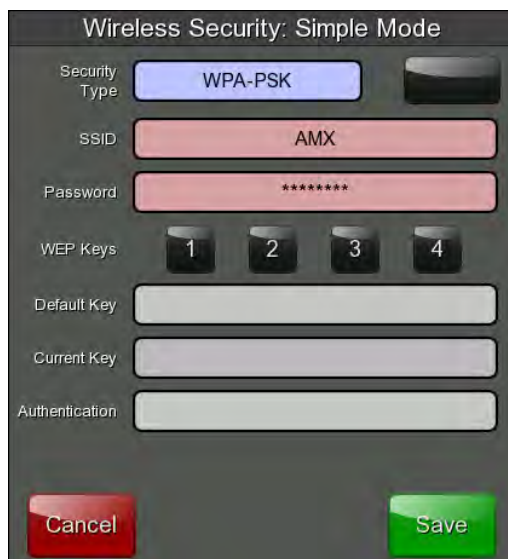 Wireless Security: Simple Mode
Security
Type
WPA-PSK
SSID
AMX
Password
********
WEP Keys
1
2
3
4
Default Key
Current Key
Authentication
Cancel
Save